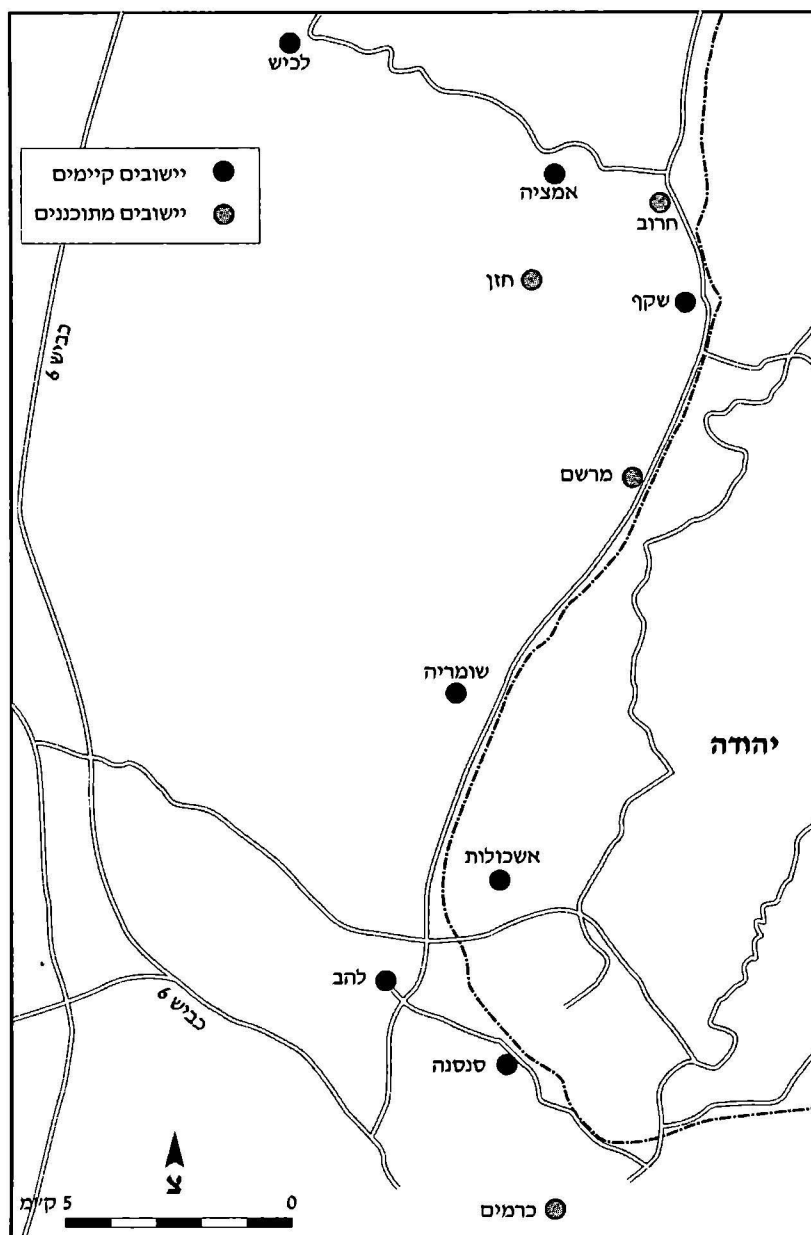 לכיש
יישובים קיימים
יישובים מתוכננים
אמציה
חרוב
חזן
שקף
כביש 6
מרשם
שומריה
יהודה
אשכולות
להב
כביש 6
סנסנה
צ
5 ק"מ 0
כרמים